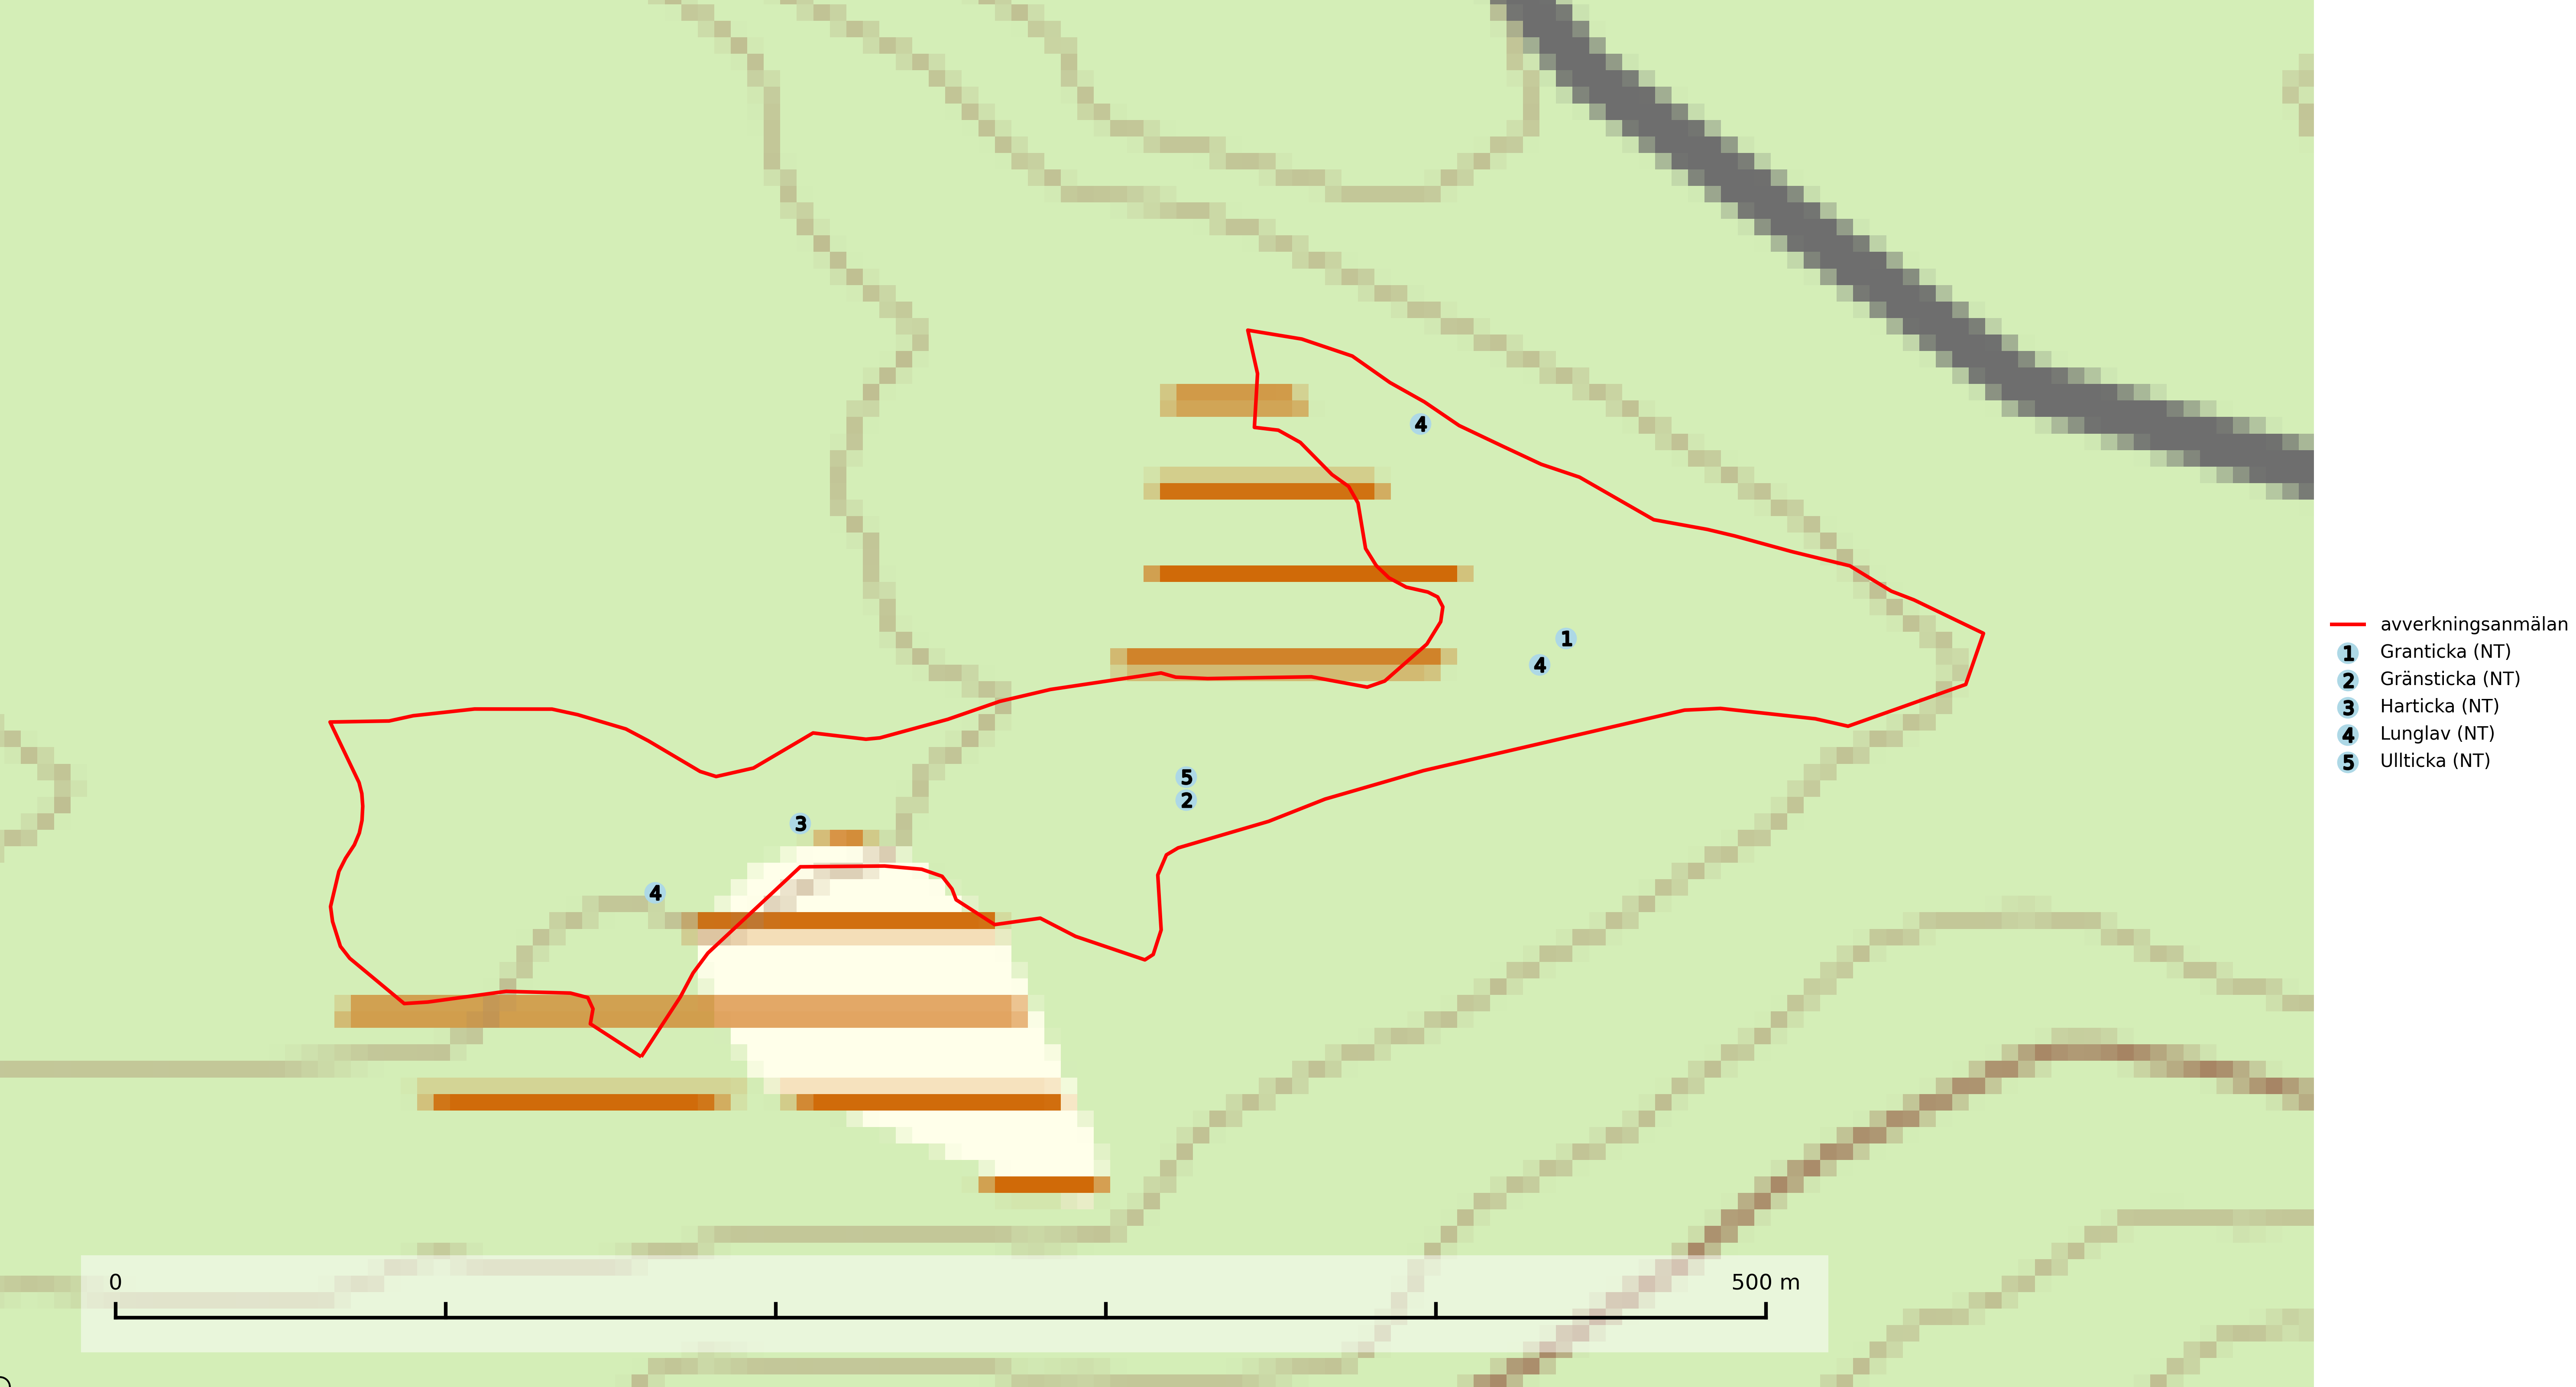 4
1
4
5
2
3
4
0
500 m
avverkningsanmälan
1 Granticka (NT)
2 Gränsticka (NT)
3 Harticka (NT)
4 Lunglav (NT)
5 Ullticka (NT)